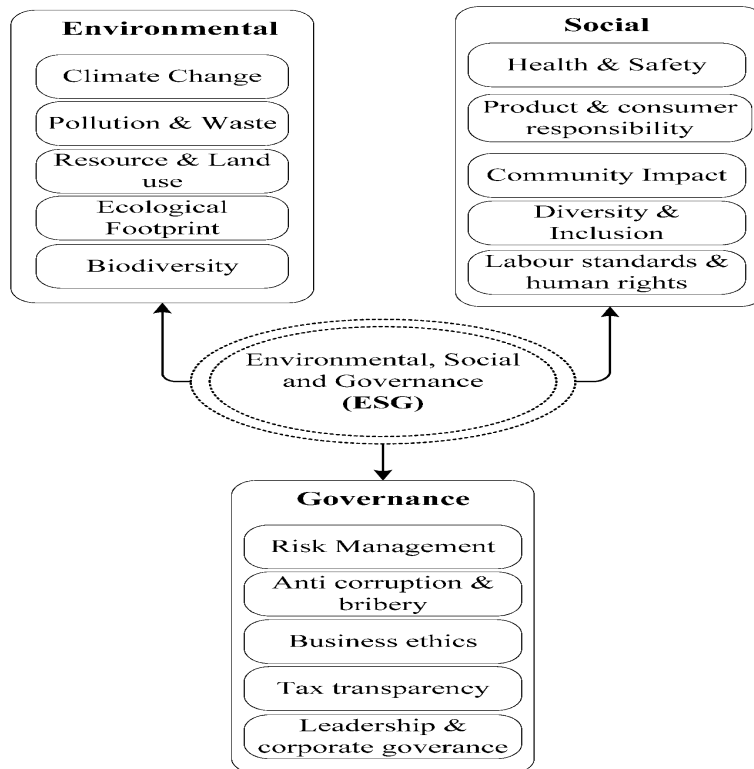 Environmental
Climate Change
Pollution & Waste
Resource & Land
use
Ecological
Footprint
Biodiversity
Social
Health & Safety
Product & consumer
responsibility
Community Impact
Diversity &
Inclusion
Labour standards &
human rights
Environmental, Social
and Governance
(ESG)
Governance
Risk Management
Anti corruption &
bribery
Business ethics
Tax transparency
Leadership &
corporate goverance